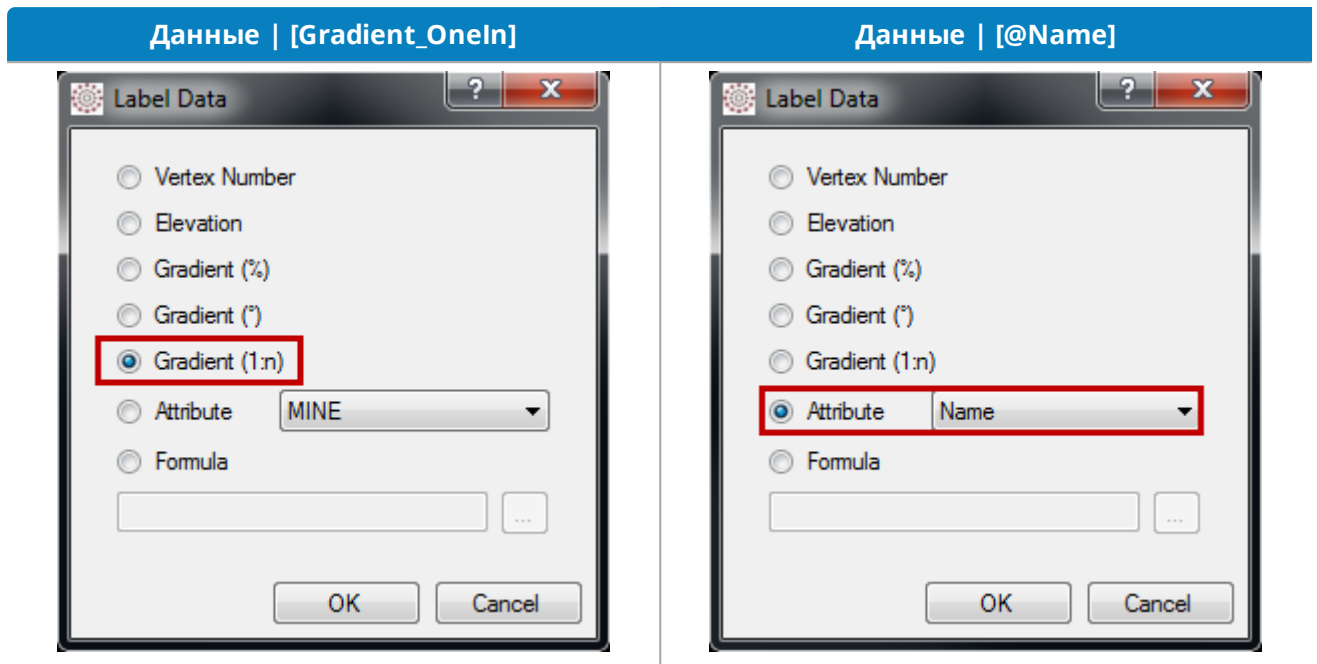 Данные | [Gradient_OneIn]
Данные | [@Name]
Label Data
?
x
Vertex Number
Elevation
Gradient (%)
Gradient (°)
Gradient (1:n)
Attribute MINE
Formula
...
OK Cancel
Label Data
?
x
Vertex Number
Elevation
Gradient (%)
Gradient (°)
Gradient (1:n)
Attribute Name
Formula
...
OK Cancel